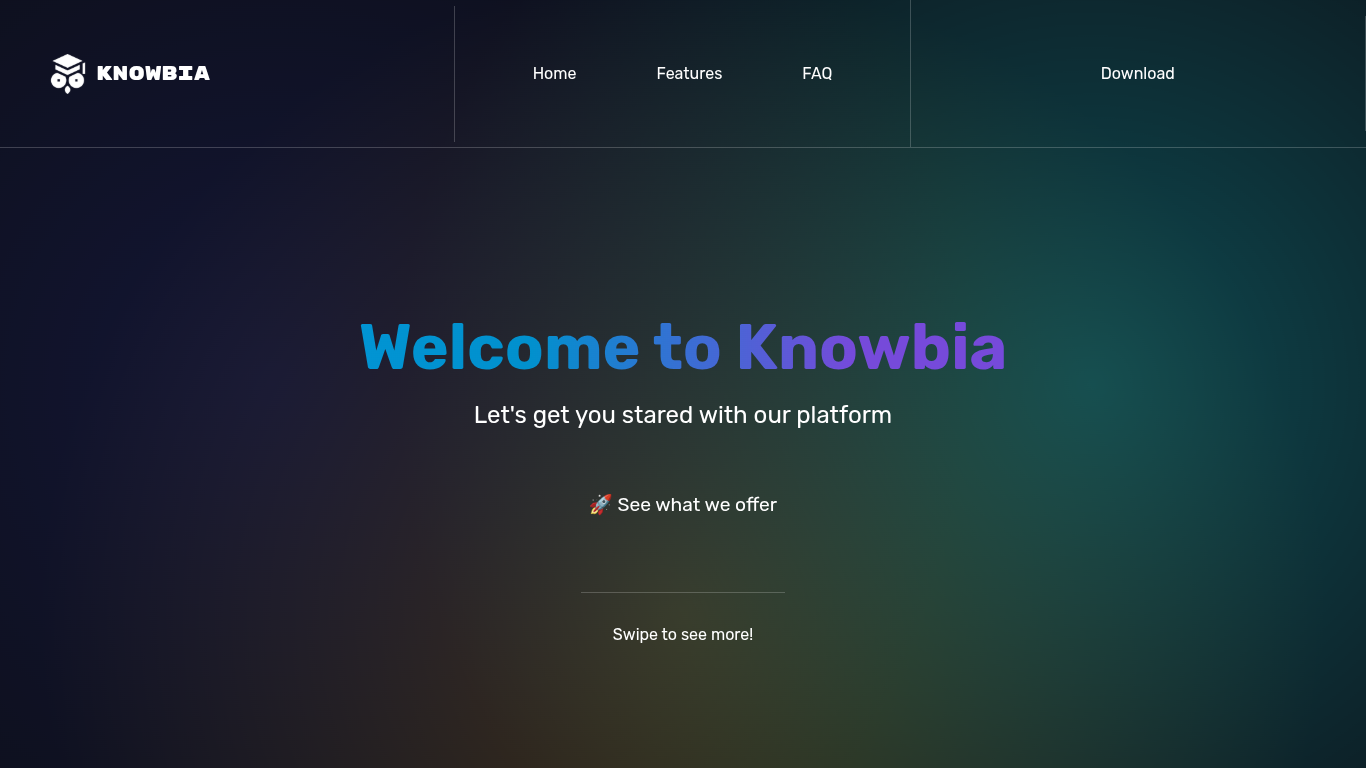 KNOWBIA
Home
Features
FAQ
Download
Welcome to Knowbia
Let's get you stared with our platform
🚀 See what we offer
Swipe to see more!